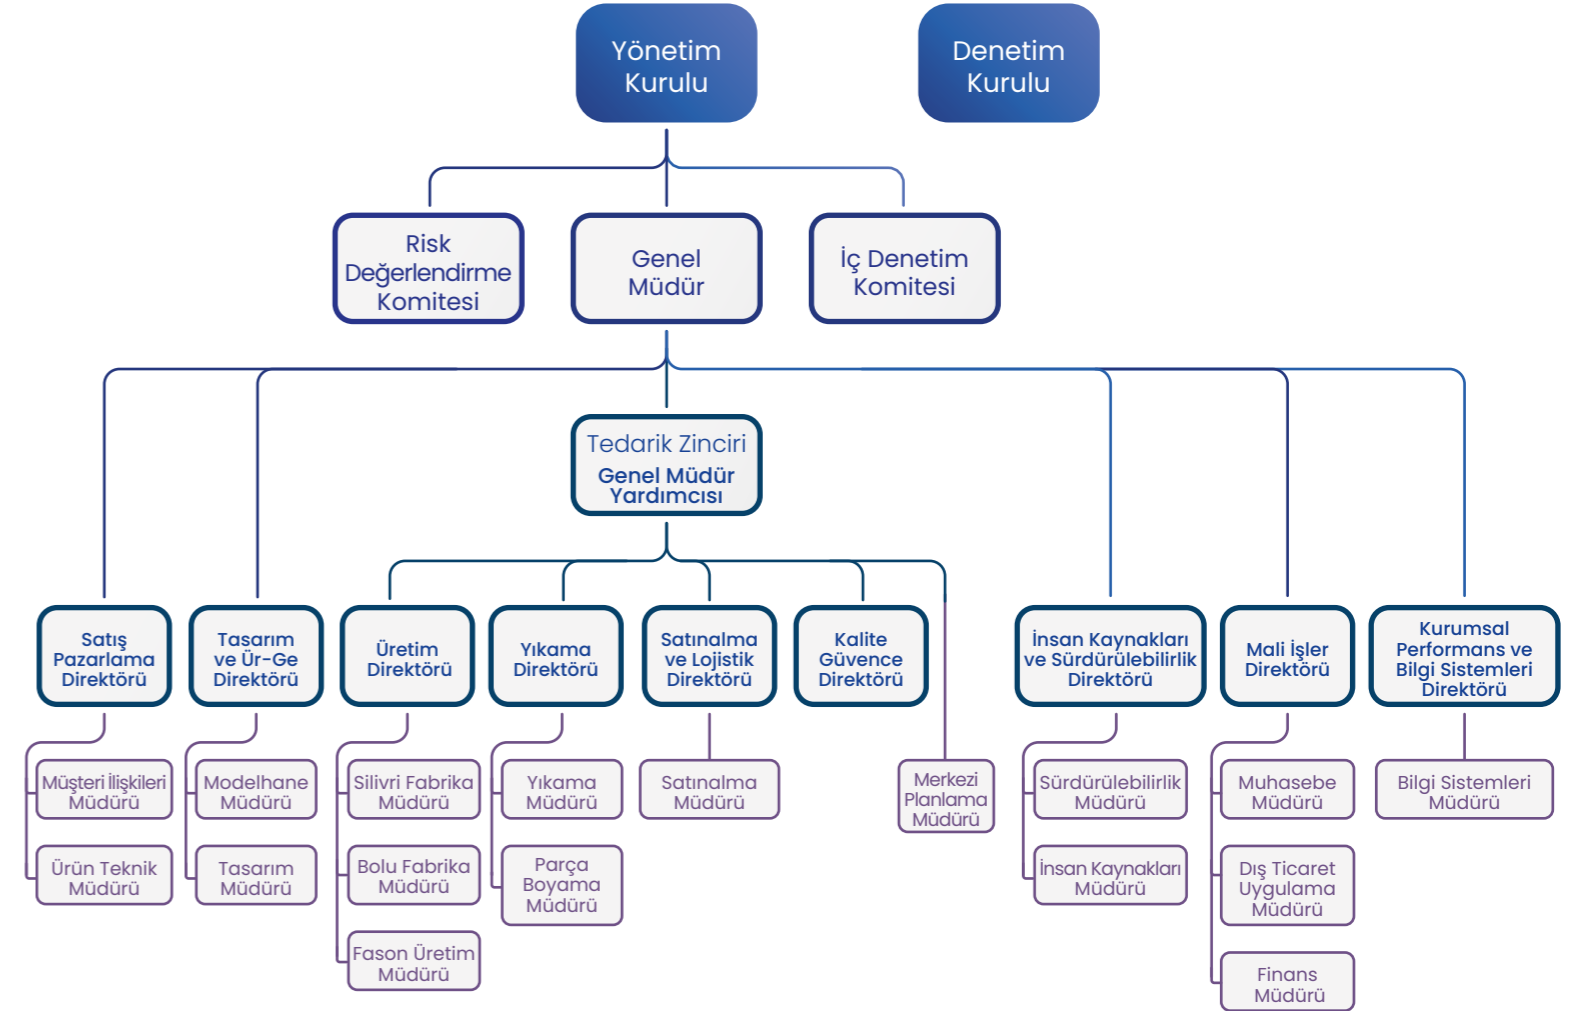 Yönetim
Kurulu
Denetim
Kurulu
Risk
Değerlendirme
Komitesi
Genel
Müdür
İç Denetim
Komitesi
Tedarik Zinciri
Genel Müdür
Yardımcısı
Satış
Pazarlama
Direktörü
Tasarım
ve Ür-Ge
Direktörü
Üretim
Direktörü
Yıkama
Direktörü
Satınalma
ve Lojistik
Direktörü
Kalite
Güvence
Direktörü
İnsan Kaynakları
ve Sürdürülebilirlik
Direktörü
Mali İşler
Direktörü
Kurumsal
Performans ve
Bilgi Sistemleri
Direktörü
Müşteri İlişkileri
Müdürü
Modelhane
Müdürü
Silivri Fabrika
Müdürü
Yıkama
Müdürü
Satınalma
Müdürü
Merkezi
Planlama
Müdürü
Sürdürülebilirlik
Müdürü
Muhasebe
Müdürü
Bilgi Sistemleri
Müdürü
Ürün Teknik
Müdürü
Tasarım
Müdürü
Bolu Fabrika
Müdürü
Parça
Boyama
Müdürü
İnsan Kaynakları
Müdürü
Dış Ticaret
Uygulama
Müdürü
Fason Üretim
Müdürü
Finans
Müdürü